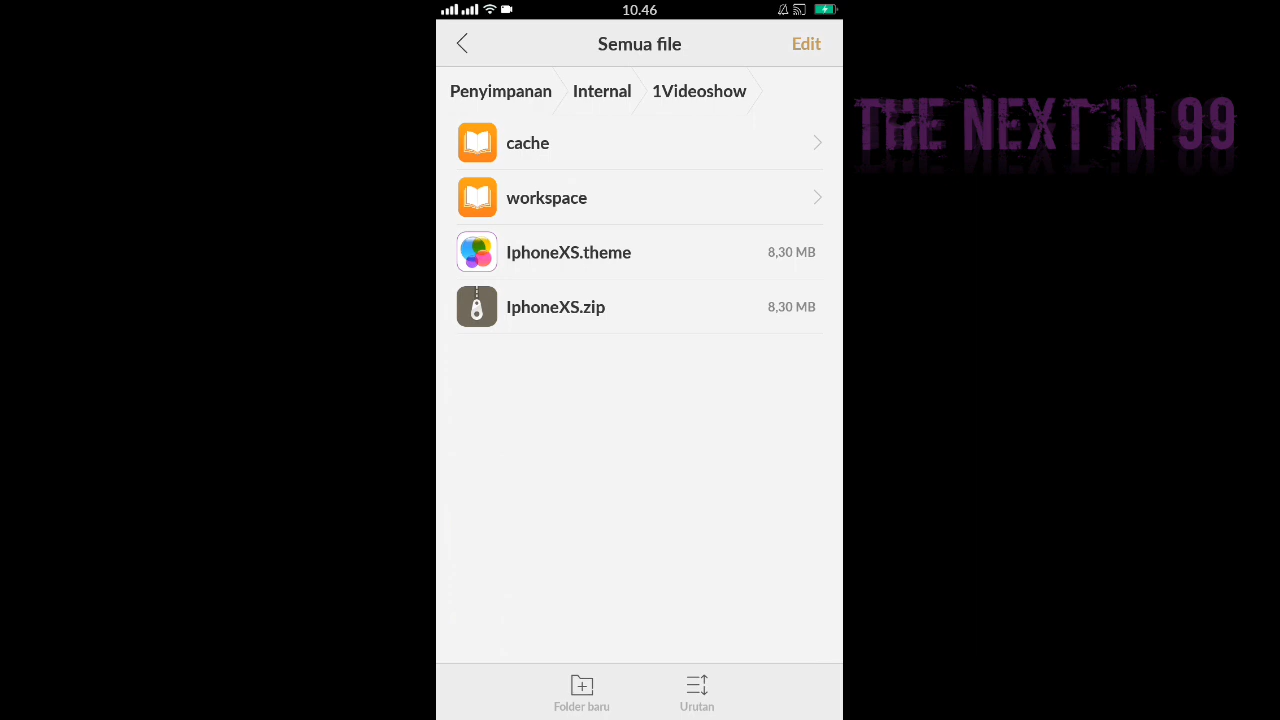 10.46
Semua file
Edit
Penyimpanan
Internal
1Videoshow
cache
workspace
IphoneXS.theme
8,30 MB
IphoneXS.zip
8,30 MB
Folder baru
Urutan
THE NEXT IN 99